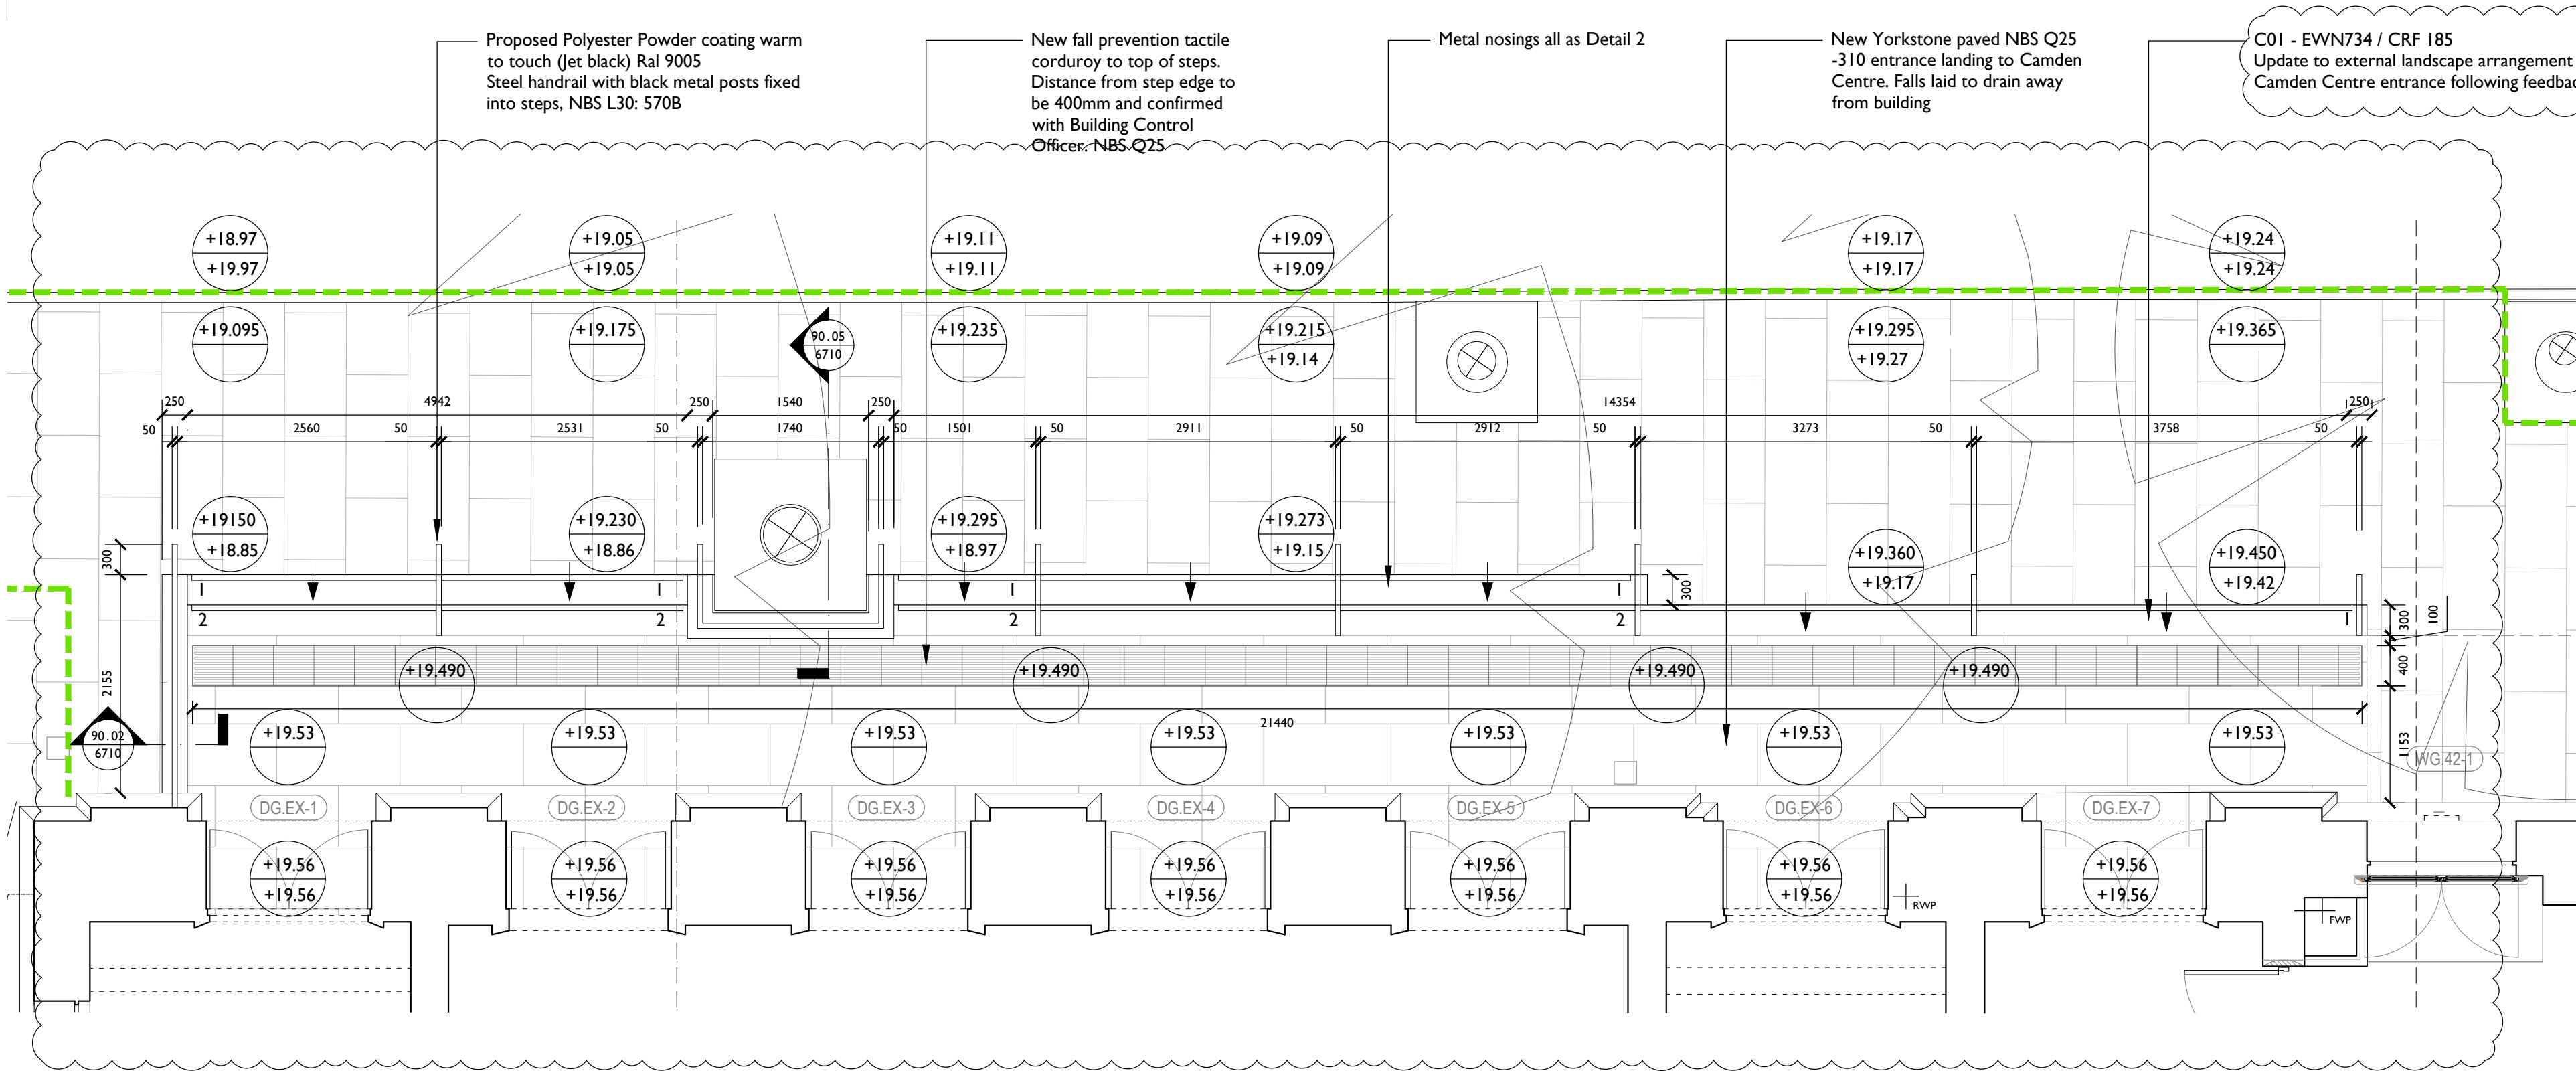 Proposed Polyester Powder coating warm
to touch (Jet black) Ral 9005
Steel handrail with black metal posts fixed
into steps, NBS L30: 570B
New fall prevention tactile
corduroy to top of steps.
Distance from step edge to
be 400mm and confirmed
with Building Control
Officer. NBS Q25
Metal nosings all as Detail 2
New Yorkstone paved NBS Q25
-310 entrance landing to Camden
Centre. Falls laid to drain away
from building
C01 - EWN734 / CRF 185
Update to external landscape arrangement
Camden Centre entrance following
+18.97 +19.05 +19.11 +19.09 +19.17 +19.24
+19.97 +19.05 +19.11 +19.09 +19.17 +19.24
+19.095 +19.175 +19.235 +19.215 +19.295 +19.365
90.05
6710
+19.14 +19.27
250 4942 250 1540 250 14354 250
50 2560 50 2531 50 1740 50 1501 50 2911 50 2912 50 3273 50 3758 50
+19150 +19.230 +19.295 +19.273
+18.85 +18.86 +18.97 +19.15
+19.360 +19.450
+19.17 +19.42
300
1 1 1 1 300 1
2 2 2 2
300 100
2155
400
+19.490 +19.490 +19.490 +19.490
21440
90.02
6710
+19.53 +19.53 +19.53 +19.53 +19.53 +19.53 +19.53
1153
WG.42-1
DG.EX-1 DG.EX-2 DG.EX-3 DG.EX-4 DG.EX-5 DG.EX-6 DG.EX-7
+19.56 +19.56 +19.56 +19.56 +19.56 +19.56 +19.56
+19.56 +19.56 +19.56 +19.56 +19.56 +19.56 +19.56
RWP
FWP